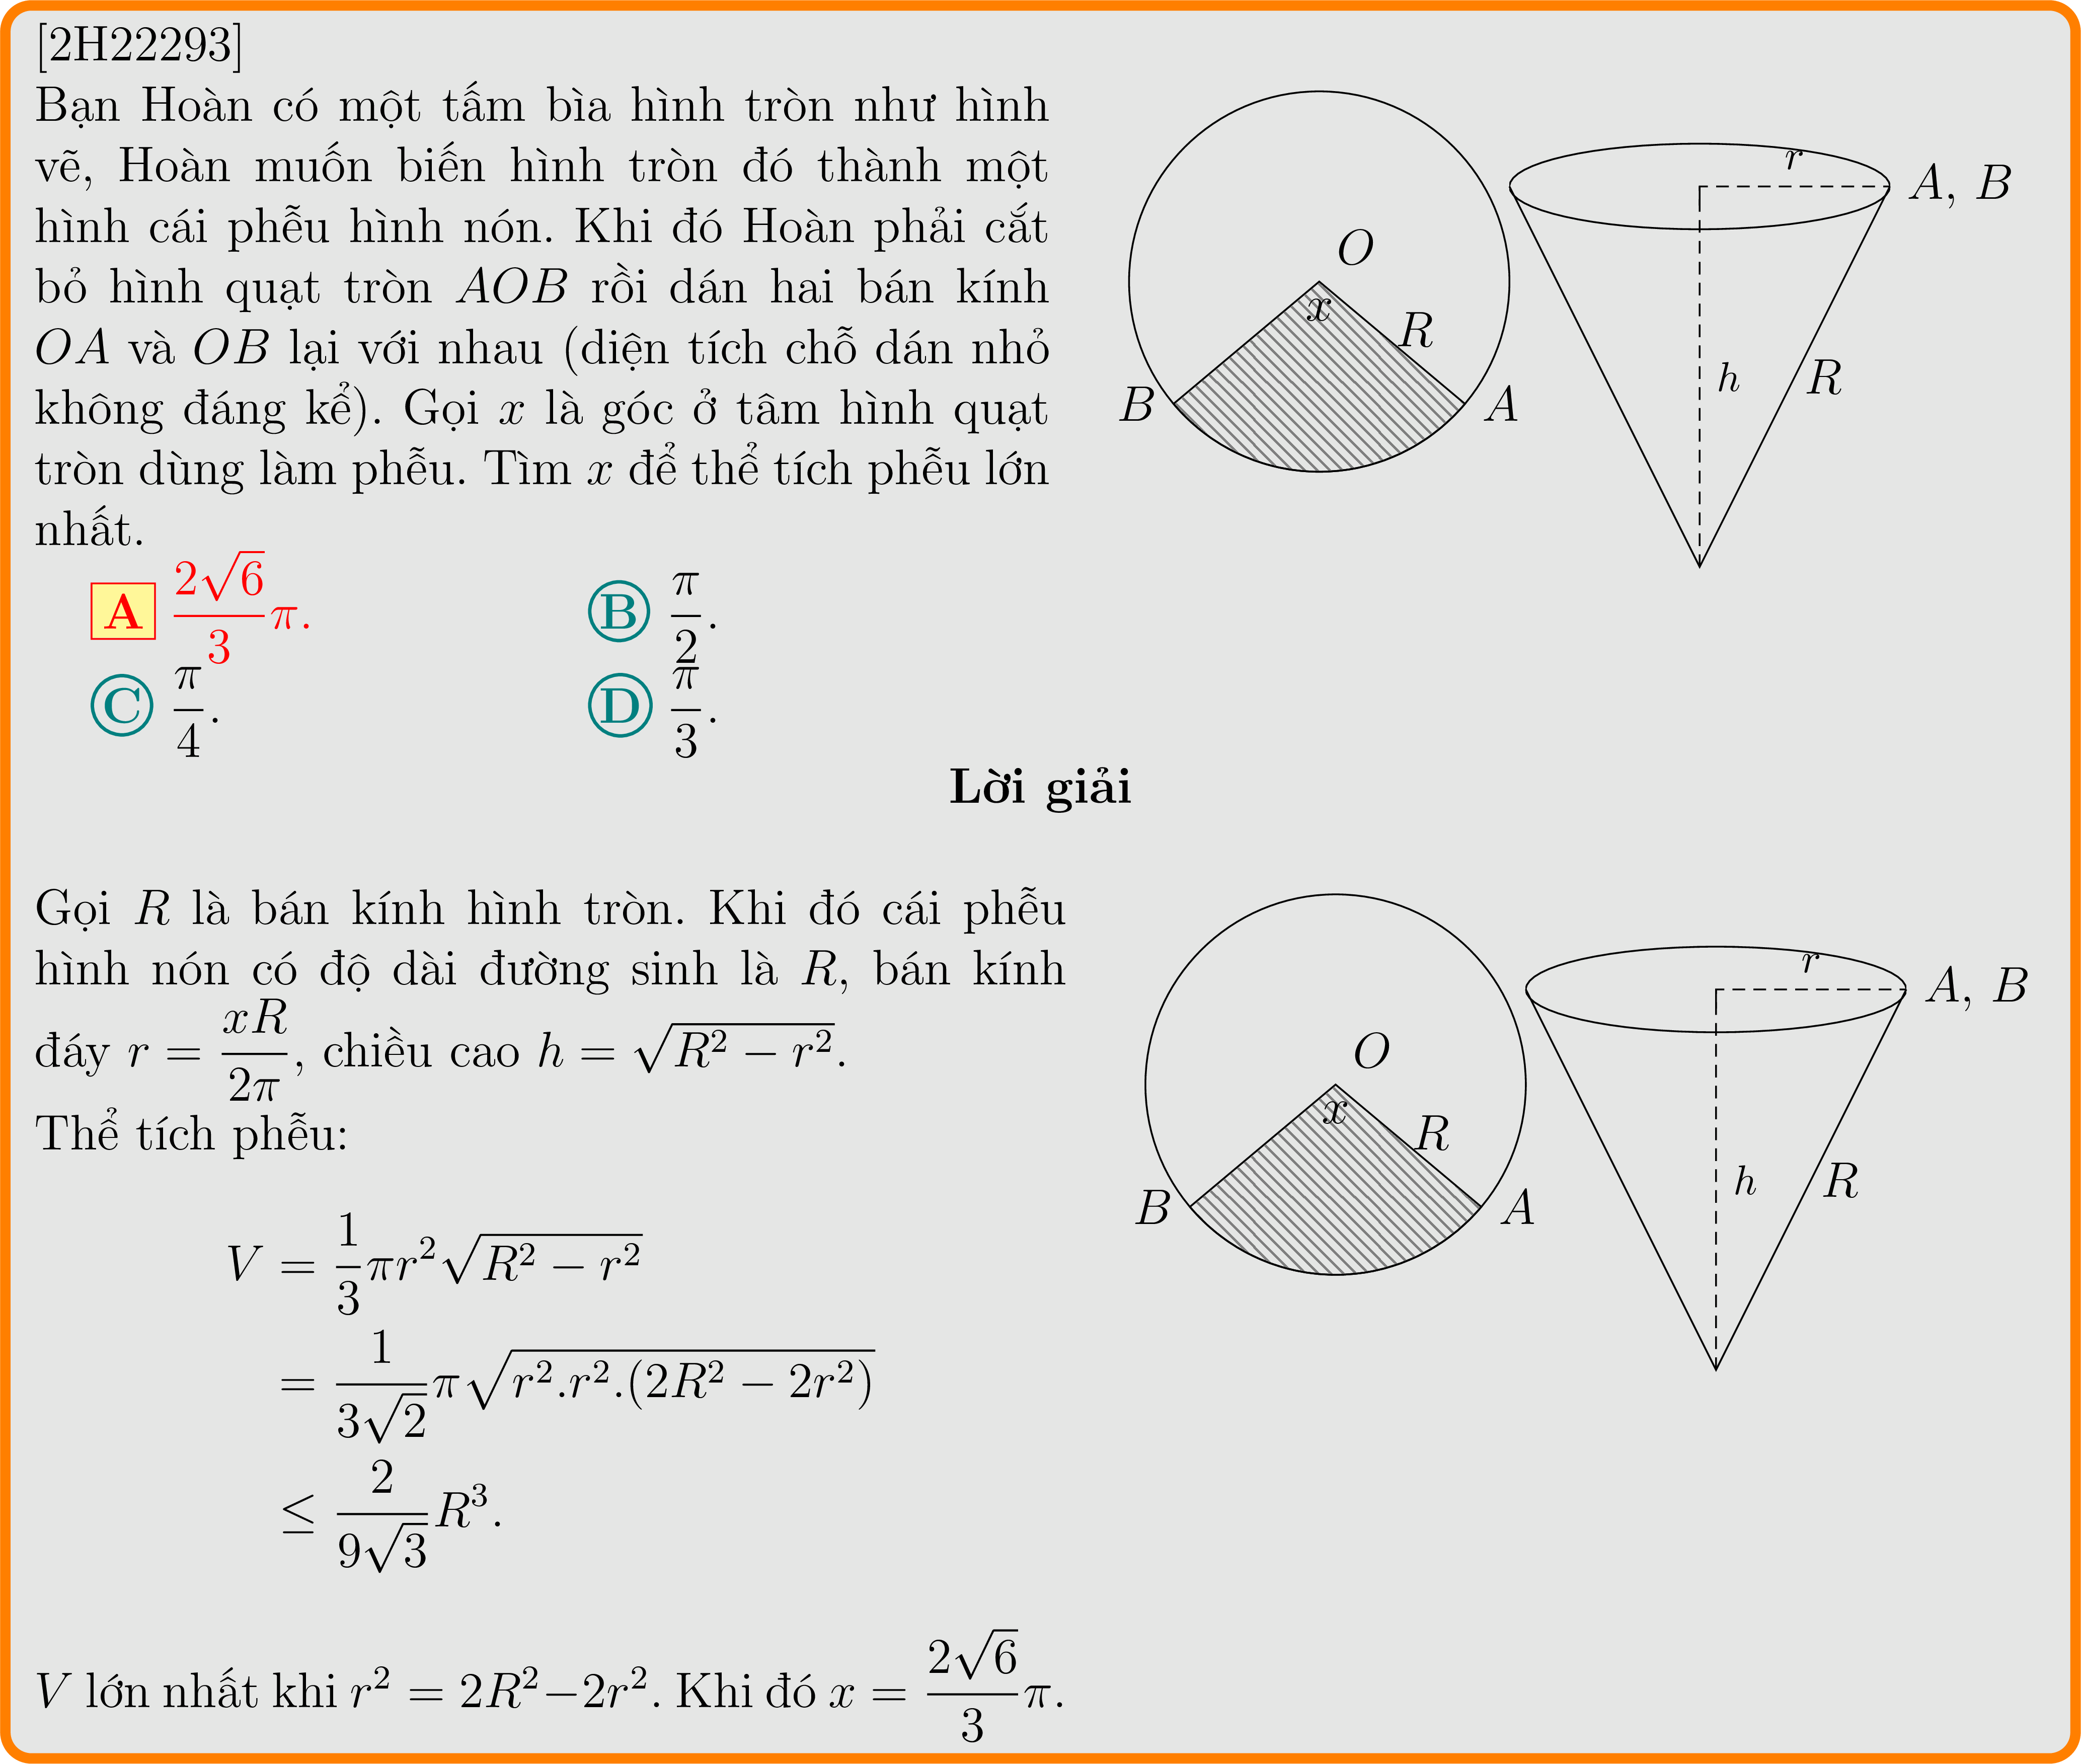 [2H22293]
Bạn Hoàn có một tấm bìa hình tròn như hình
vẽ, Hoàn muốn biến hình tròn đó thành một
hình cái phễu hình nón. Khi đó Hoàn phải cắt
bỏ hình quạt tròn AOB rồi dán hai bán kính
OA và OB lại với nhau (diện tích chỗ dán nhỏ
không đáng kể). Gọi x là góc ở tâm hình quạt
tròn dùng làm phễu. Tìm x để thể tích phễu lớn
nhất.
O
x
R
B
A
r
A, B
h
R
A $\frac{2\sqrt{6}}{3}\pi$.
B $\frac{\pi}{2}$.
C $\frac{\pi}{4}$.
D $\frac{\pi}{3}$.
Lời giải
Gọi R là bán kính hình tròn. Khi đó cái phễu
hình nón có độ dài đường sinh là R, bán kính
đáy $r = \frac{xR}{2\pi}$, chiều cao $h = \sqrt{R^2 - r^2}$.
Thể tích phễu:
$V = \frac{1}{3}\pi r^2\sqrt{R^2 - r^2}$
$= \frac{1}{3\sqrt{2}}\pi\sqrt{r^2.r^2.(2R^2 - 2r^2)}$
$\leq \frac{2}{9\sqrt{3}}R^3.$
V lớn nhất khi $r^2 = 2R^2 - 2r^2$. Khi đó $x = \frac{2\sqrt{6}}{3}\pi$.
O
x
R
B
A
r
A, B
h
R